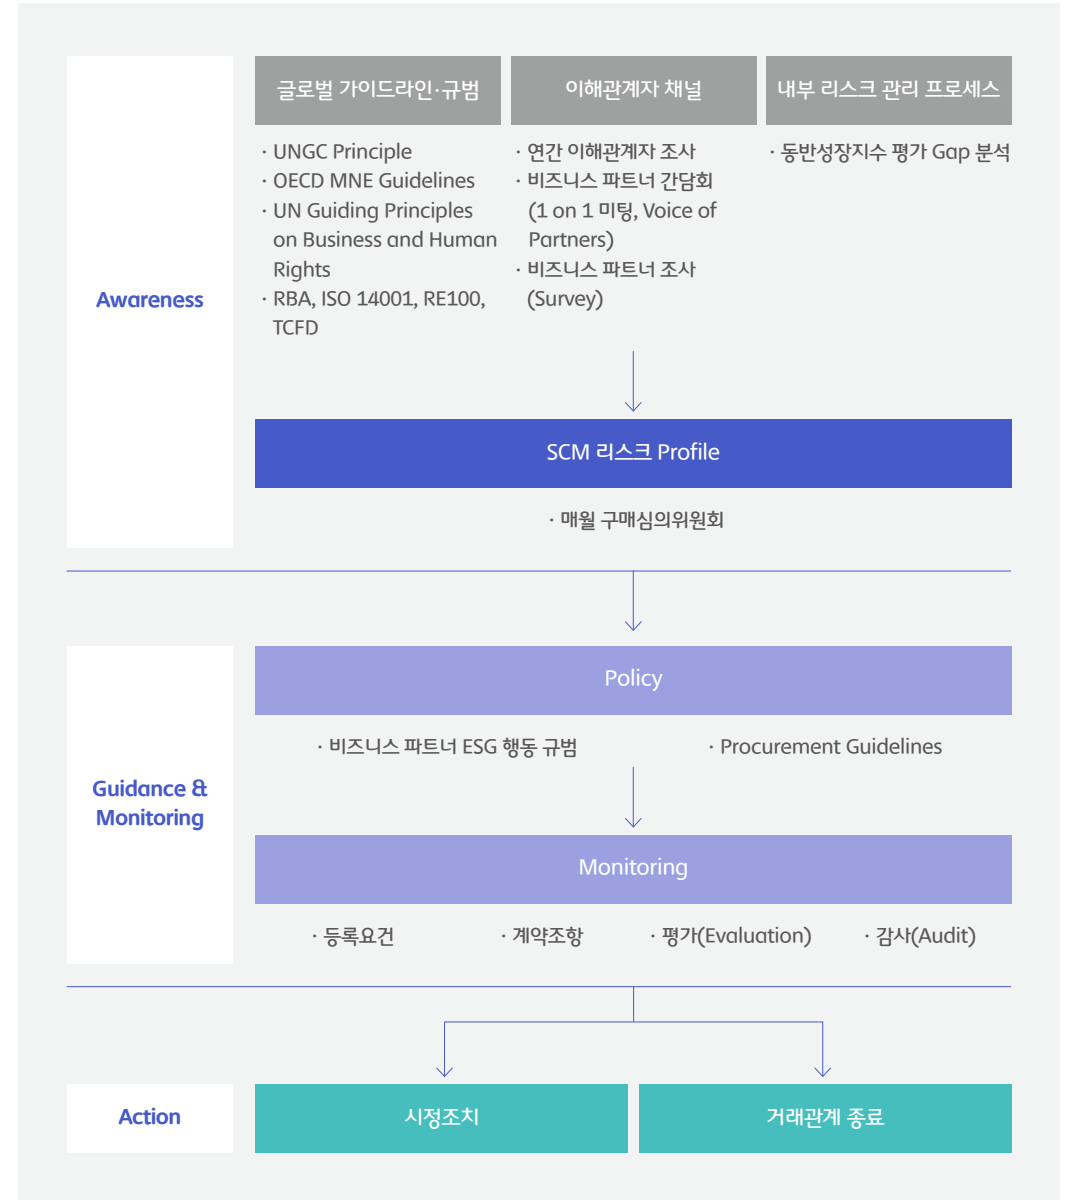 Awareness
글로벌 가이드라인·규범
· UNGC Principle
· OECD MNE Guidelines
· UN Guiding Principles
on Business and Human
Rights
· RBA, ISO 14001, RE100,
TCFD
이해관계자 채널
· 연간 이해관계자 조사
· 비즈니스 파트너 간담회
(1 on 1 미팅, Voice of
Partners)
· 비즈니스 파트너 조사
(Survey)
내부 리스크 관리 프로세스
· 동반성장지수 평가 Gap 분석
SCM 리스크 Profile
· 매월 구매심의위원회
Guidance &
Monitoring
Policy
· 비즈니스 파트너 ESG 행동 규범
· Procurement Guidelines
Monitoring
· 등록요건
· 계약조항
· 평가(Evaluation)
· 감사(Audit)
Action
시정조치
거래관계 종료